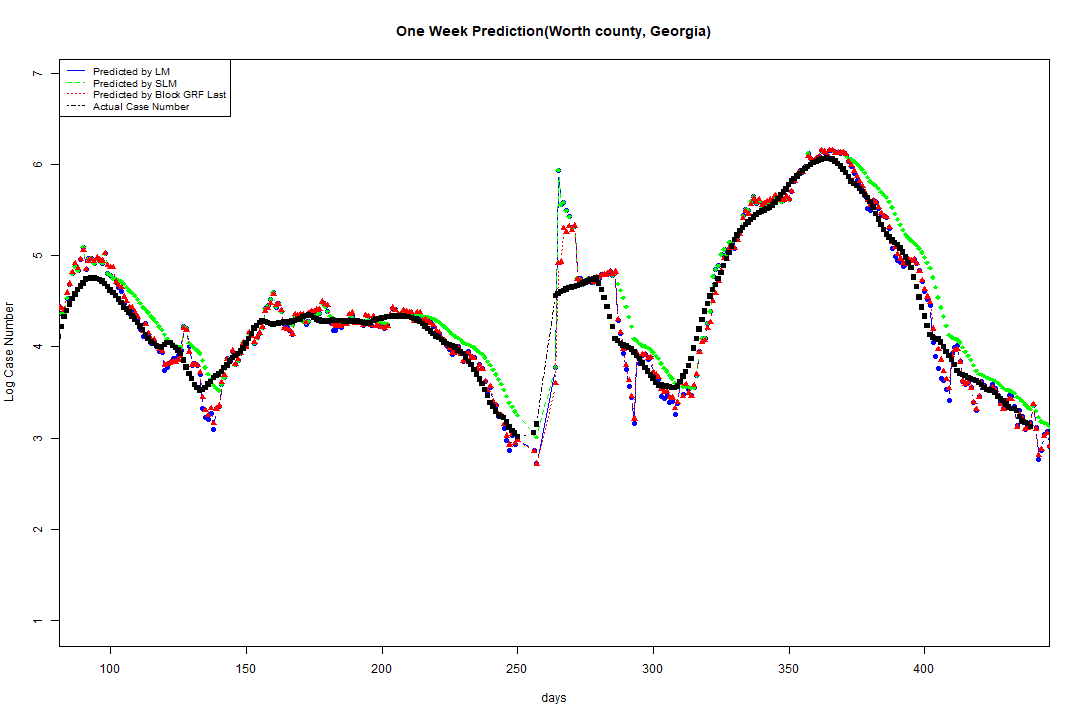 One Week Prediction(Worth county, Georgia)
Predicted by LM
Predicted by SLM
Predicted by Block GRF Last
Actual Case Number
Log Case Number
7
6
5
4
3
2
1
100 150 200 250 300 350 400
days